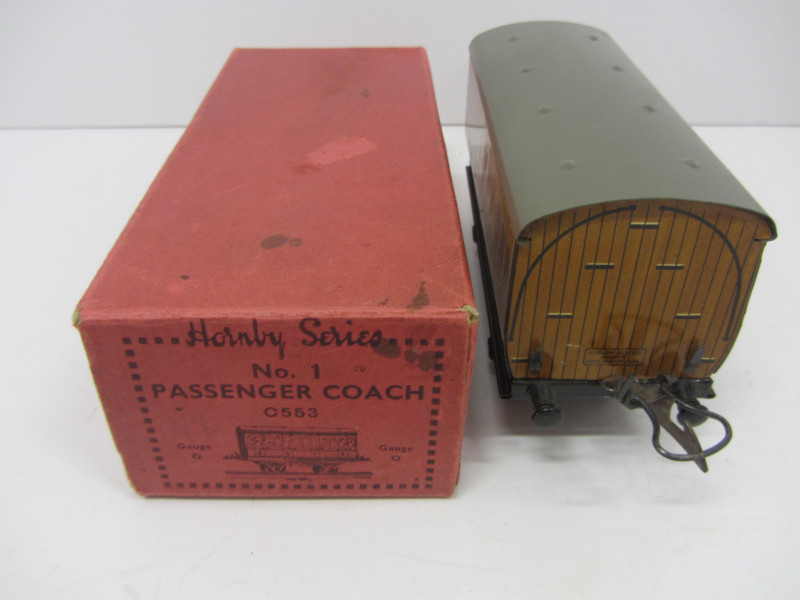 Hornby Series
No. 1
PASSENGER COACH
C553
Gauge Gauge
O O